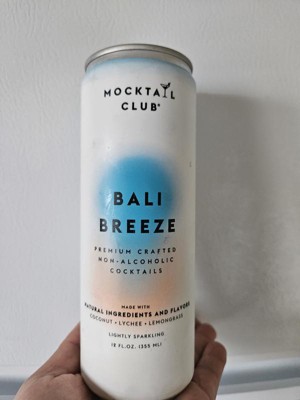 MOCKTAIL
CLUB®
BALI
BREEZE
PREMIUM CRAFTED
NON-ALCOHOLIC
COCKTAILS
MADE WITH
NATURAL INGREDIENTS AND FLAVORS
COCONUT • LYCHEE • LEMONGRASS
LIGHTLY SPARKLING
12 FL.OZ. (355 ML)